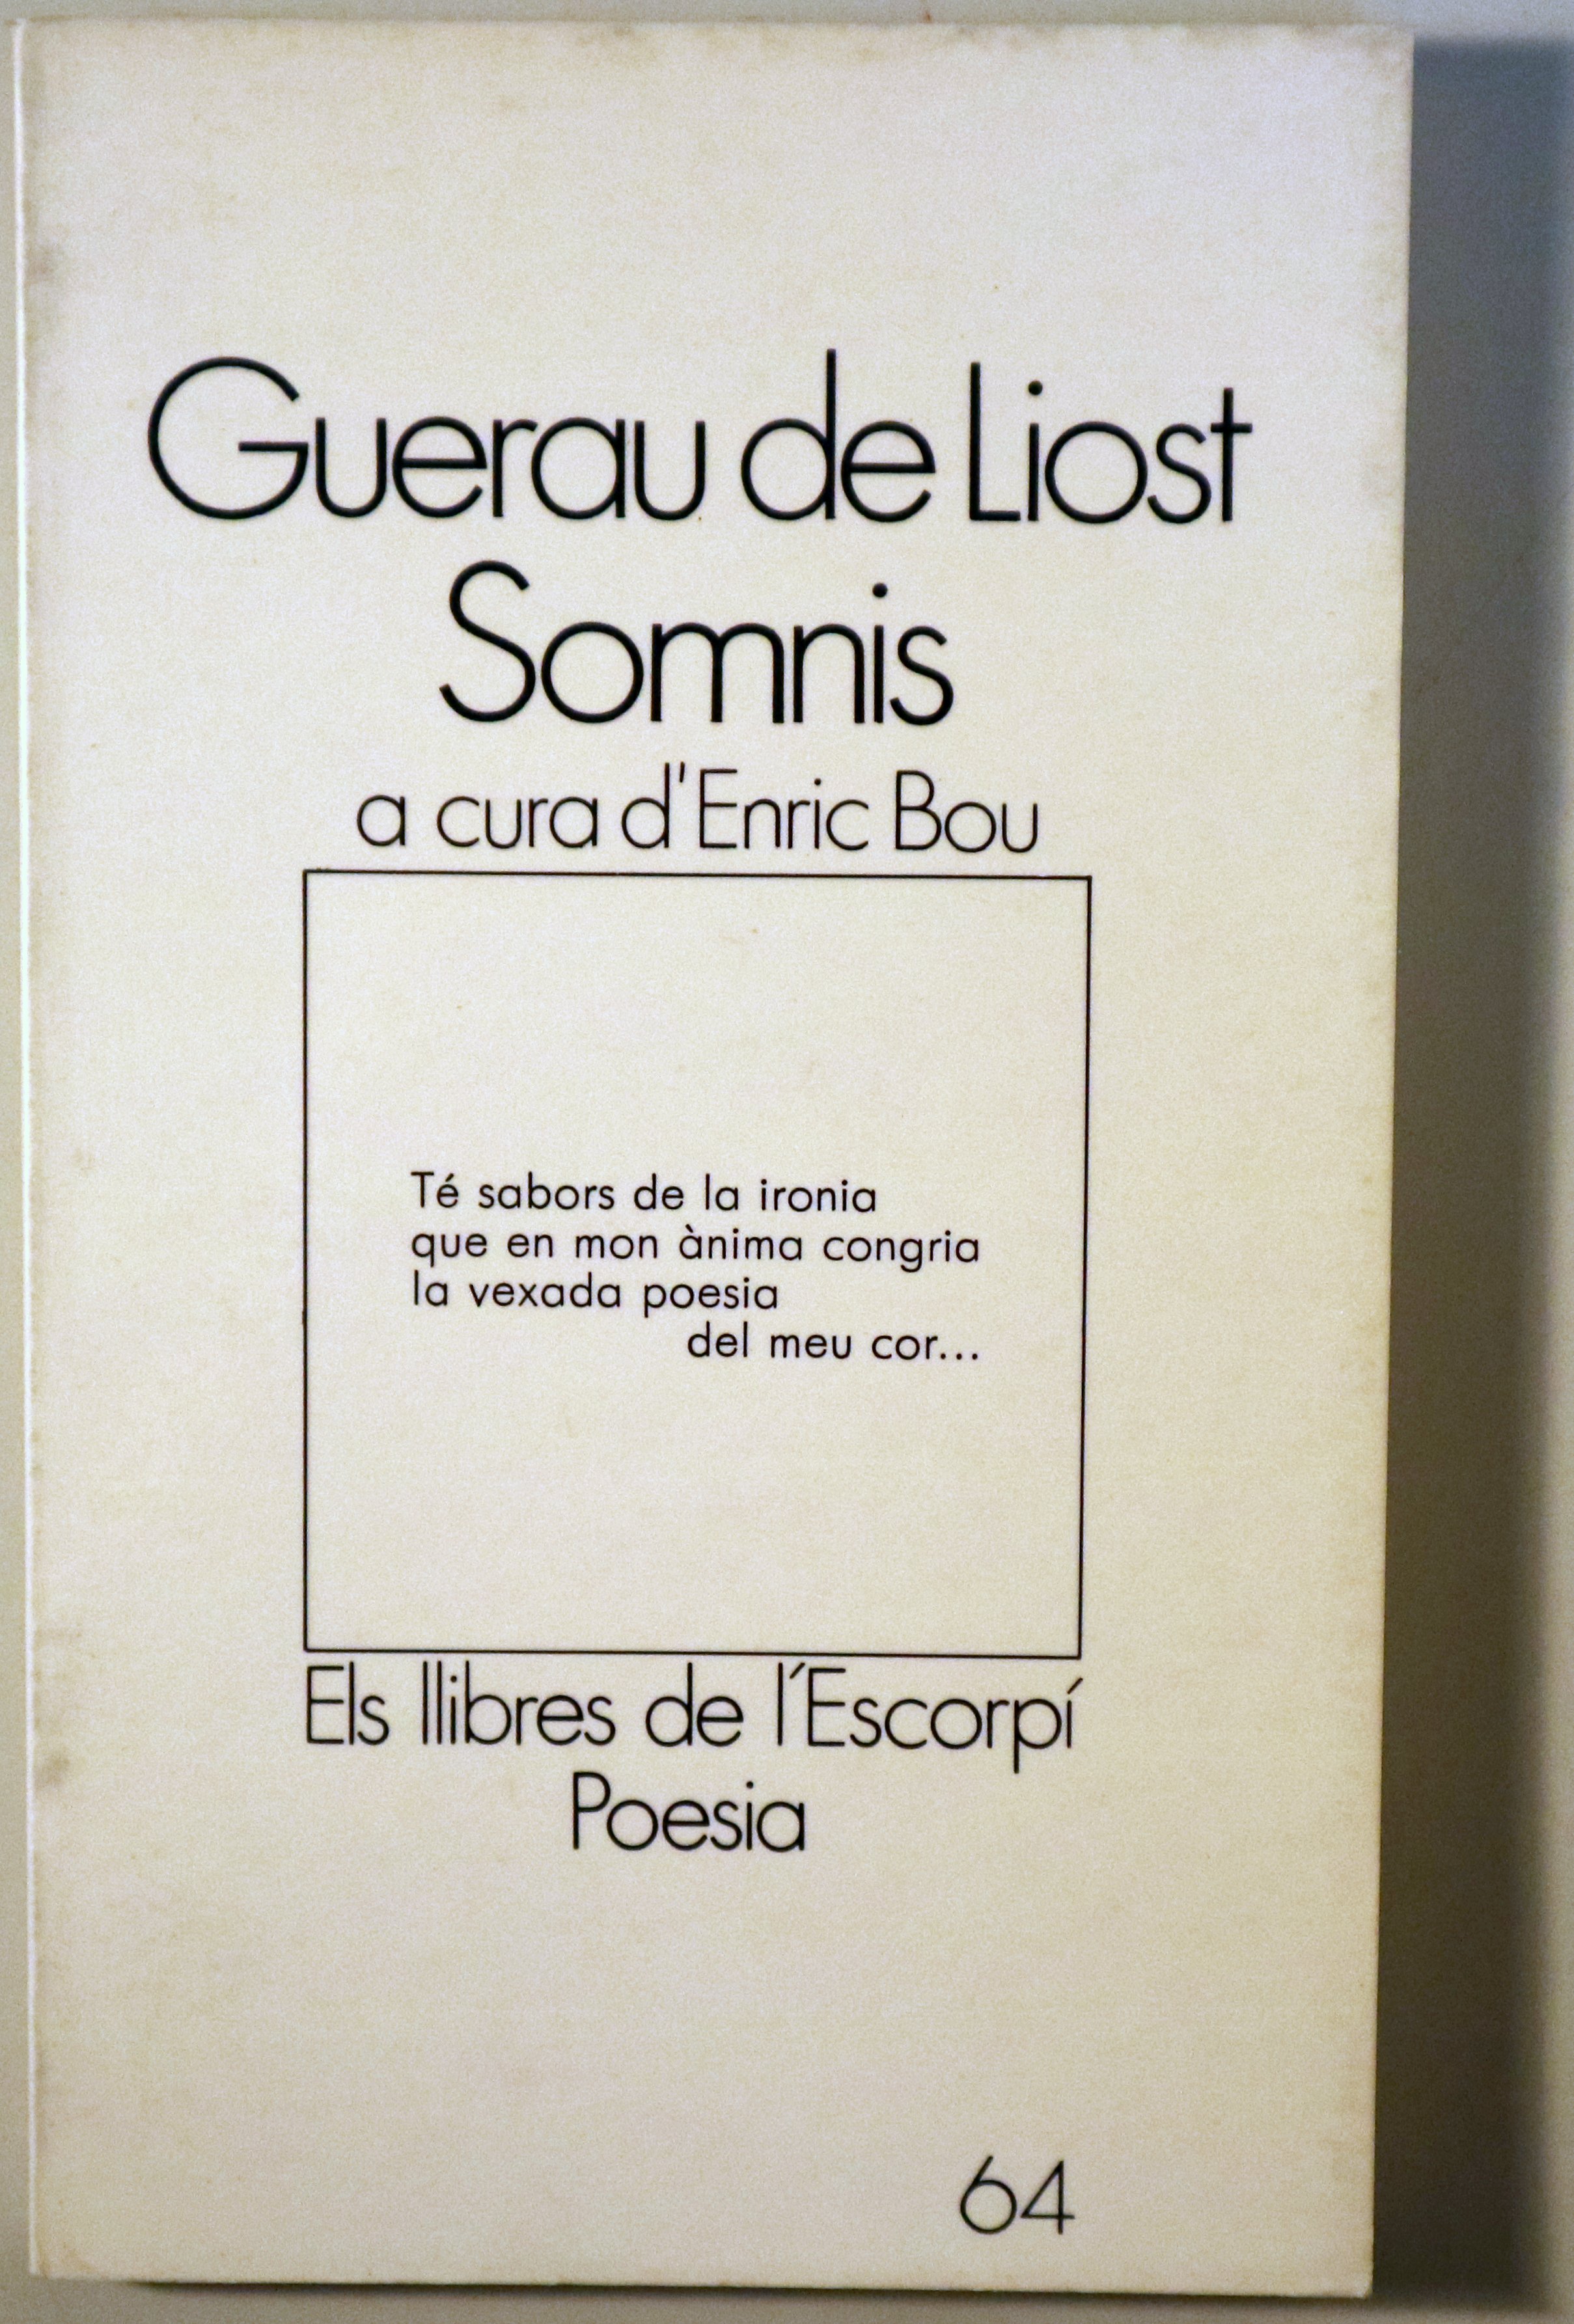 Guerau de Liost
Somnis
a cura d'Enric Bou
Té sabors de la ironia
que en mon ànima congria
la vexada poesia
del meu cor...
Els llibres de l'Escorpí
Poesia
64